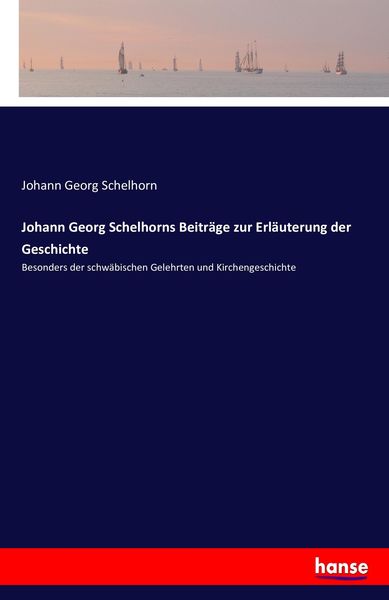 Johann Georg Schelhorn
Johann Georg Schelhorns Beiträge zur Erläuterung der
Geschichte
Besonders der schwäbischen Gelehrten und Kirchengeschichte
hanse